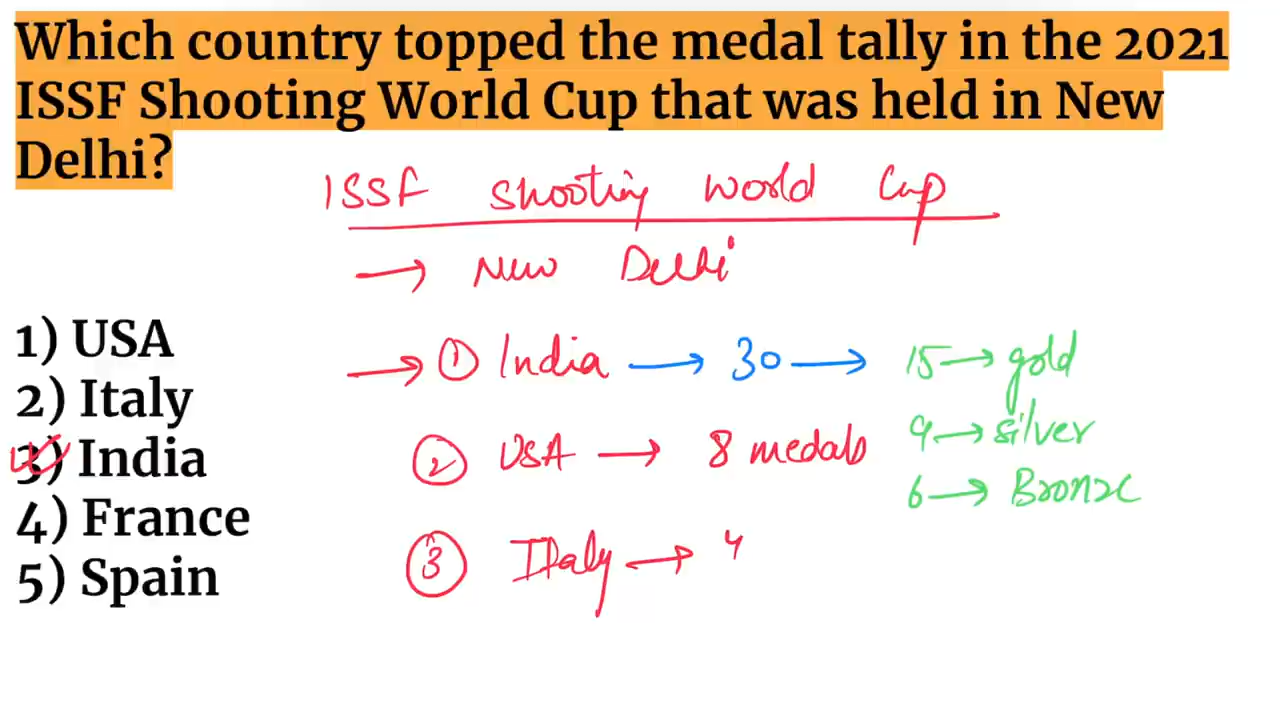 Which country topped the medal tally in the 2021
ISSF Shooting World Cup that was held in New
Delhi?
ISSF Shooting World Cup
→ New Delhi
1) USA
2) Italy
3) India
4) France
5) Spain
→ ① India → 30 → 15 → gold
9 → silver
6 → Bronze
② USA → 8 medals
③ Italy → 4